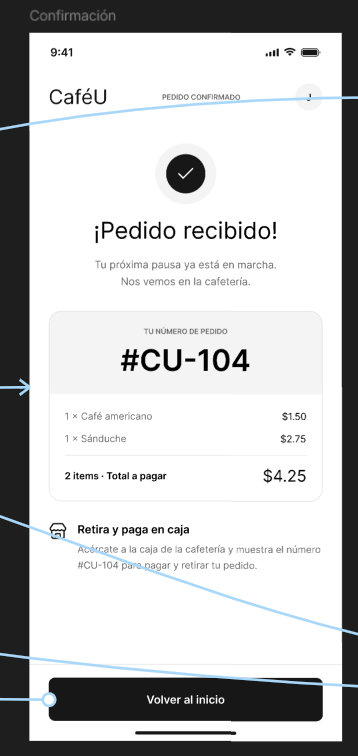 Confirmación
9:41
CaféU
PEDIDO CONFIRMADO
J
¡Pedido recibido!
Tu próxima pausa ya está en marcha.
Nos vemos en la cafetería.
TU NÚMERO DE PEDIDO
#CU-104
1 × Café americano $1.50
1 × Sánduche $2.75
2 items · Total a pagar $4.25
Retira y paga en caja
Acércate a la caja de la cafetería y muestra el número
#CU-104 para pagar y retirar tu pedido.
Volver al inicio